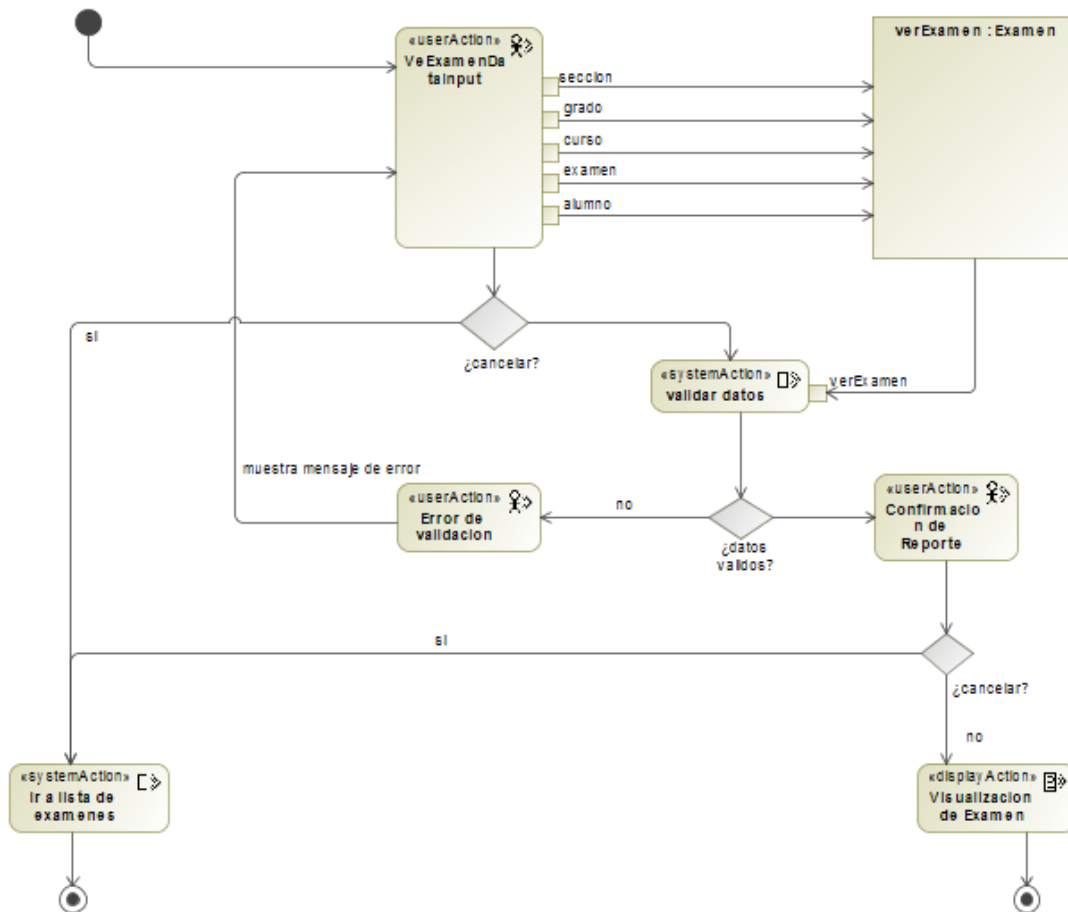 «userAction»
VeExamenDa
taInput
verExamen : Examen
seccion
grado
curso
examen
alumno
si
¿cancelar?
«systemAction»
validar datos
verExamen
muestra mensaje de error
«userAction»
Error de
validacion
no
¿datos
validos?
«userAction»
Confirmacio
n de
Reporte
si
¿cancelar?
no
«systemAction»
Ir a lista de
examenes
«displayAction»
Visualizacion
de Examen